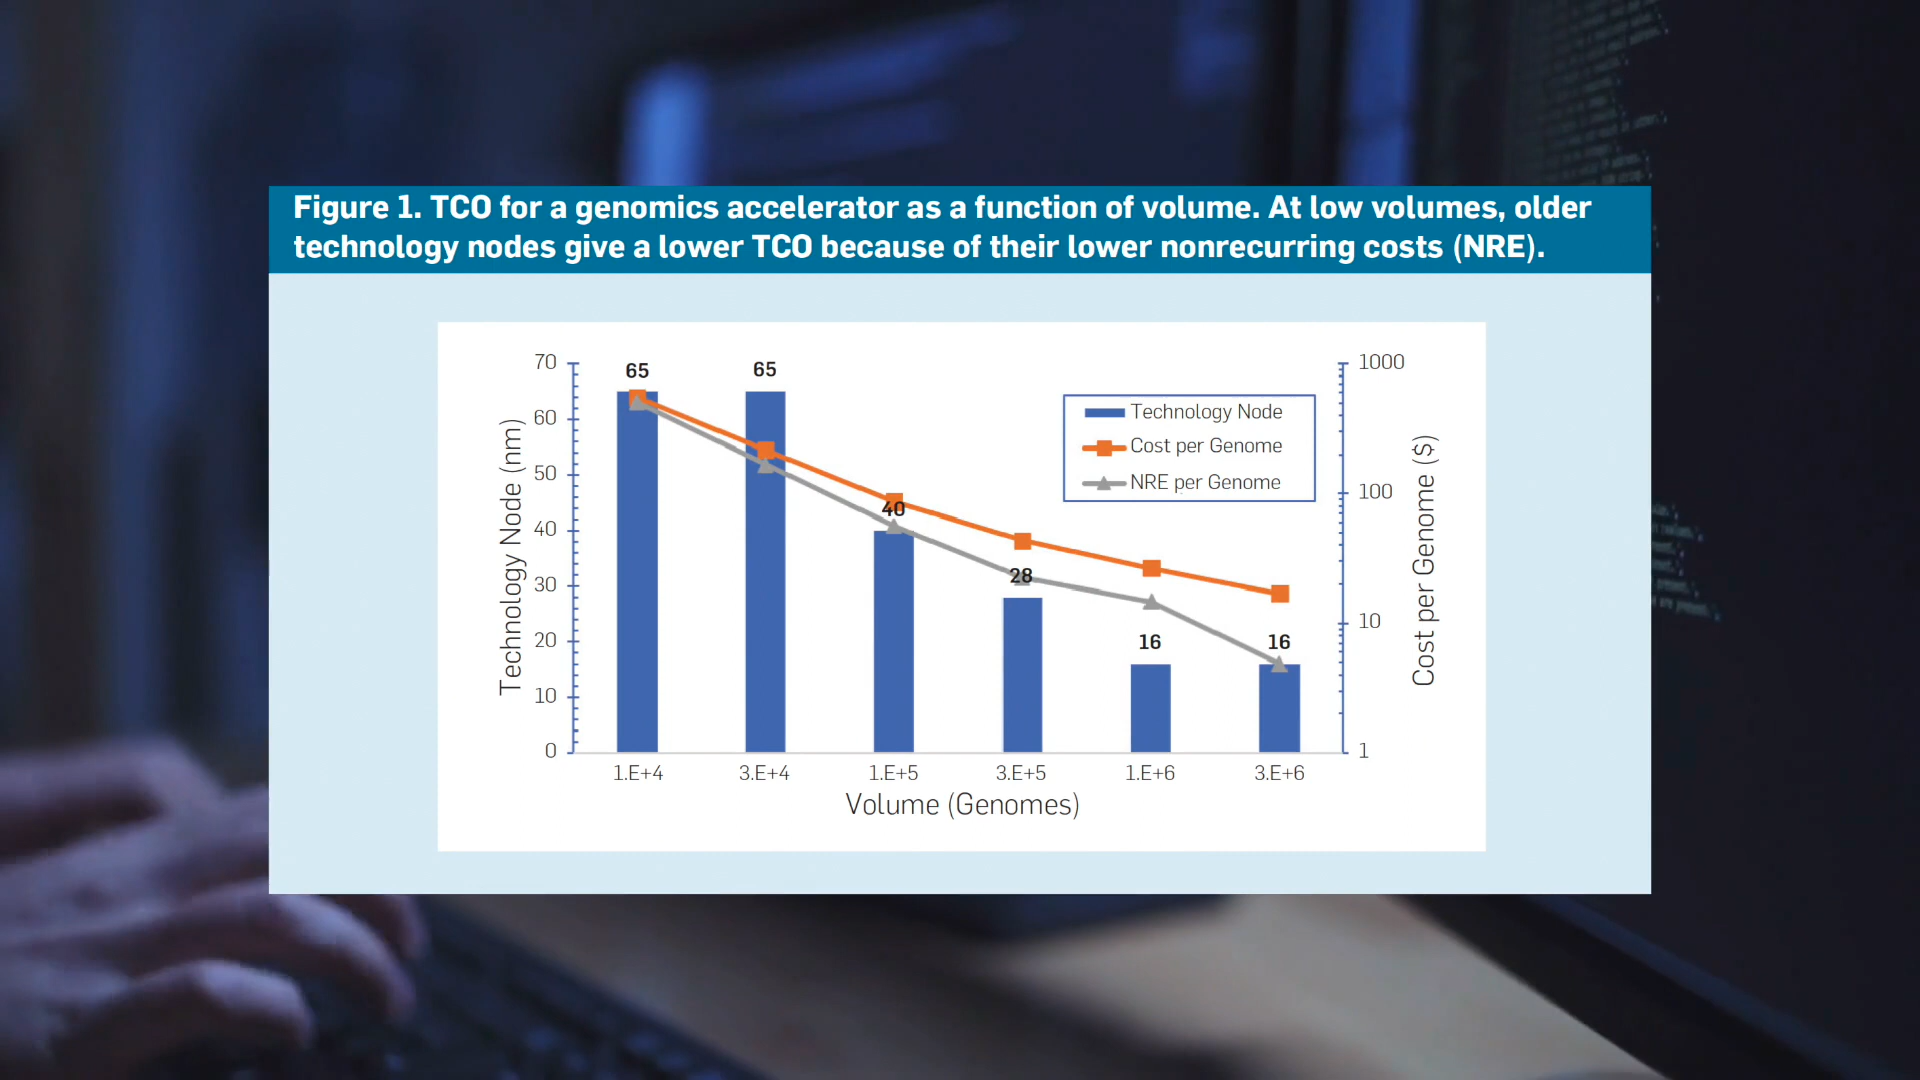 Figure 1. TCO for a genomics accelerator as a function of volume. At low volumes, older
technology nodes give a lower TCO because of their lower nonrecurring costs (NRE).
Technology Node (nm)
70
60
50
40
30
20
10
0
65
65
40
28
16
16
Technology Node
Cost per Genome
NRE per Genome
1000
100
10
1
Cost per Genome ($)
1.E+4
3.E+4
1.E+5
3.E+5
1.E+6
3.E+6
Volume (Genomes)